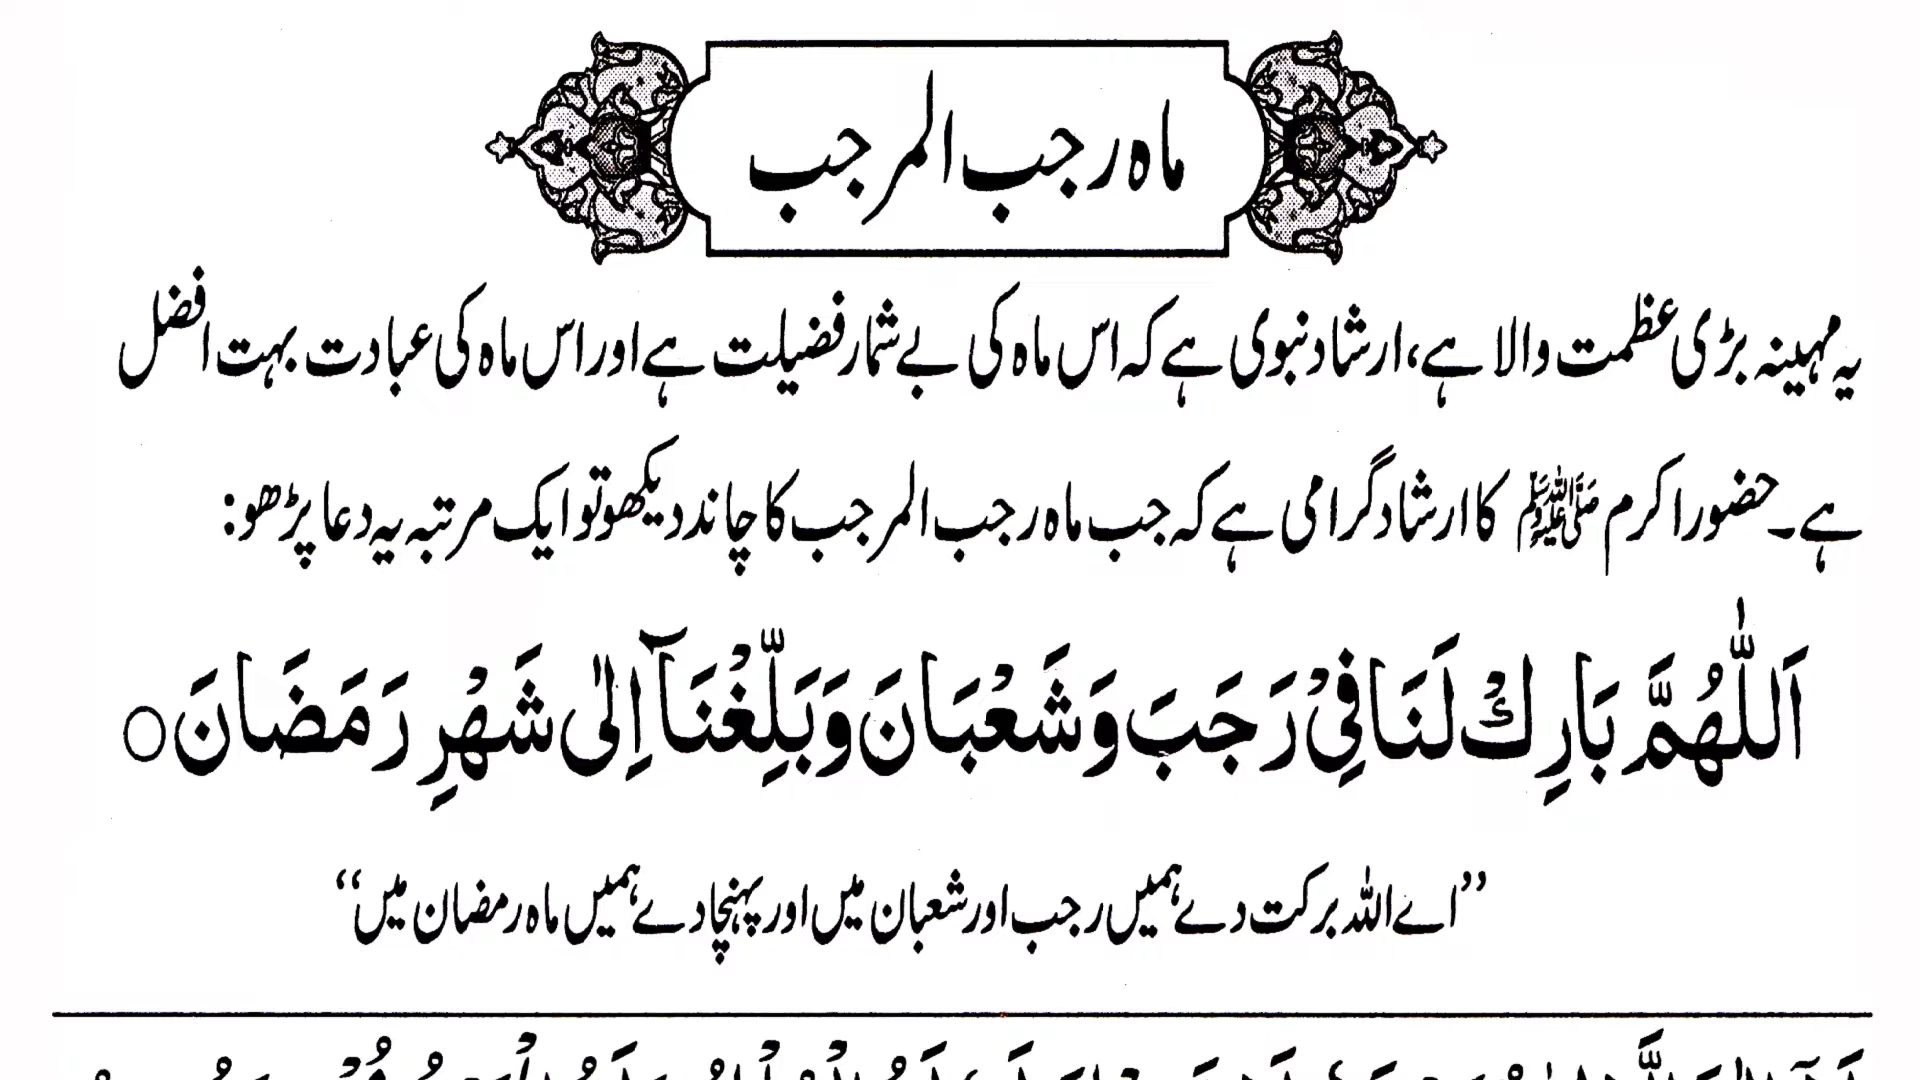 ماہ رجب المرجب
یہ مہینہ بڑی عظمت والا ہے، ارشاد نبوی ہے کہ اس ماہ کی بے شمار فضیلت ہے اور اس ماہ کی عبادت بہت افضل
ہے۔ حضور اکرم ﷺ کا ارشاد گرامی ہے کہ جب ماہ رجب المرجب کا چاند دیکھو تو ایک مرتبہ یہ دعا پڑھو:
اَللّٰهُمَّ بَارِكْ لَنَا فِيْ رَجَبَ وَشَعْبَانَ وَبَلِّغْنَآ اِلٰى شَهْرِ رَمَضَانَ ○
’’اے اللہ برکت دے ہمیں رجب اور شعبان میں اور پہنچا دے ہمیں ماہ رمضان میں‘‘